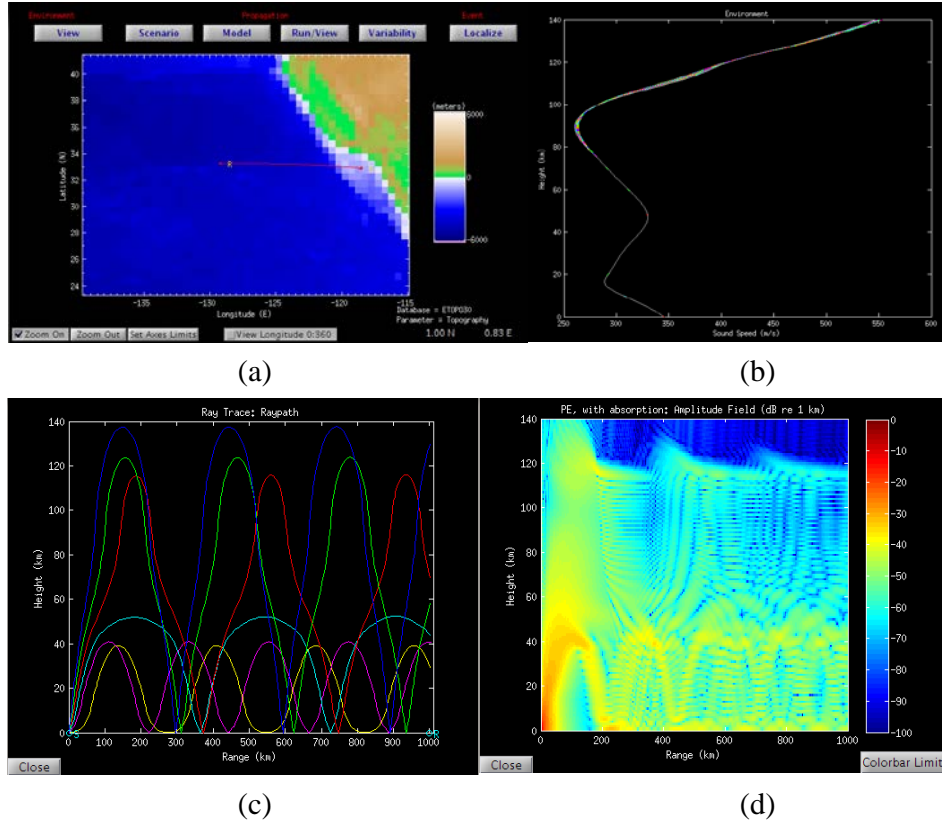 Environment Propagation Event
View Scenario Model Run/View Variability Localize
40
38
36
34
32
30
28
26
24
Latitude (N)
-135 -130 -125 -120 -115
Longitude (E)
(meters)
6000
0
-6000
Database = ETOPO30
Parameter = Topography
Zoom On Zoom Out Set Axes Limits View Longitude 0:360 1.00 N 0.83 E
(a)
Environment
140
120
100
80
60
40
20
0
Height (km)
250 300 350 400 450 500 550 600
Sound Speed (m/s)
(b)
Ray Trace: Raypath
140
120
100
80
60
40
20
0
Height (km)
0 100 200 300 400 500 600 700 800 900 1000
Range (km)
S
R
Close
(c)
PE, with absorption: Amplitude Field (dB re 1 km)
140
120
100
80
60
40
20
0
Height (km)
0 200 400 600 800 1000
Range (km)
0
-10
-20
-30
-40
-50
-60
-70
-80
-90
-100
Close
Colorbar Limit
(d)